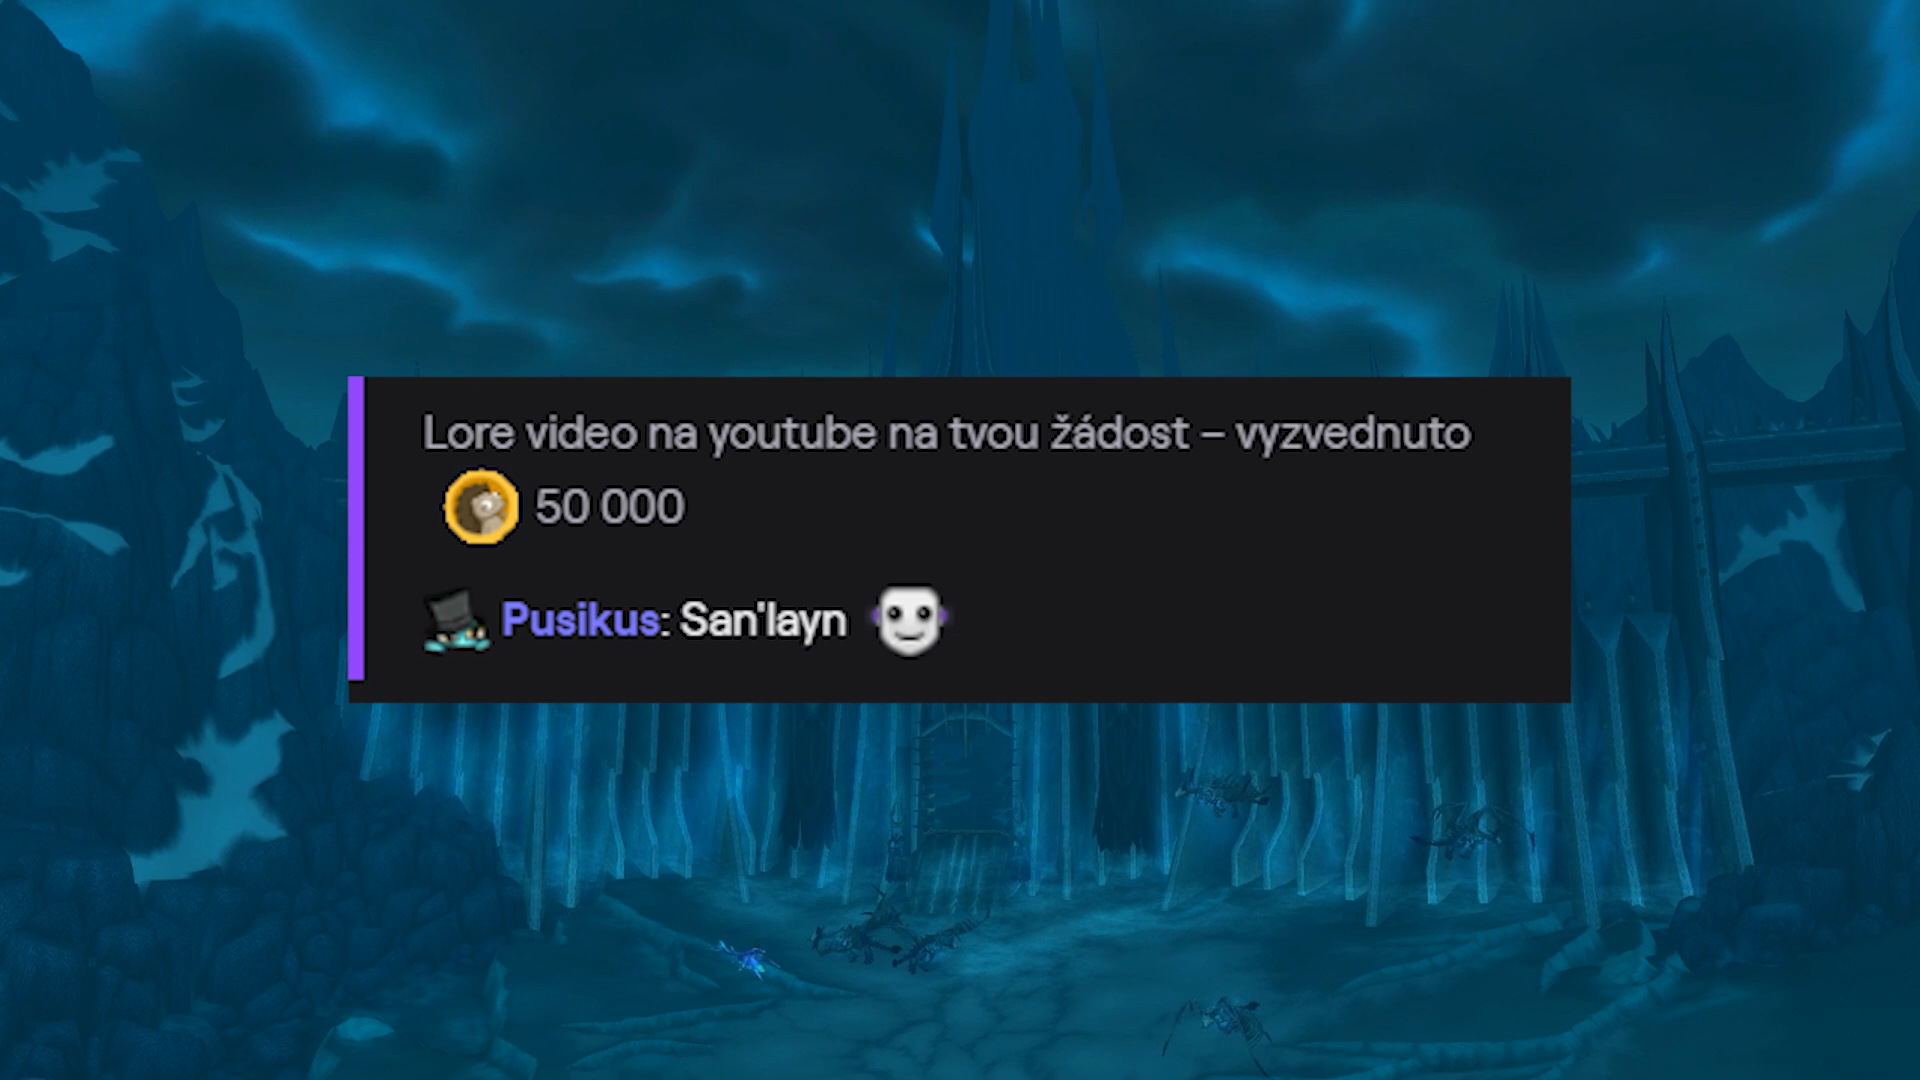 Lore video na youtube na tvou žádost – vyzvednuto
50 000
Pusikus: San'layn